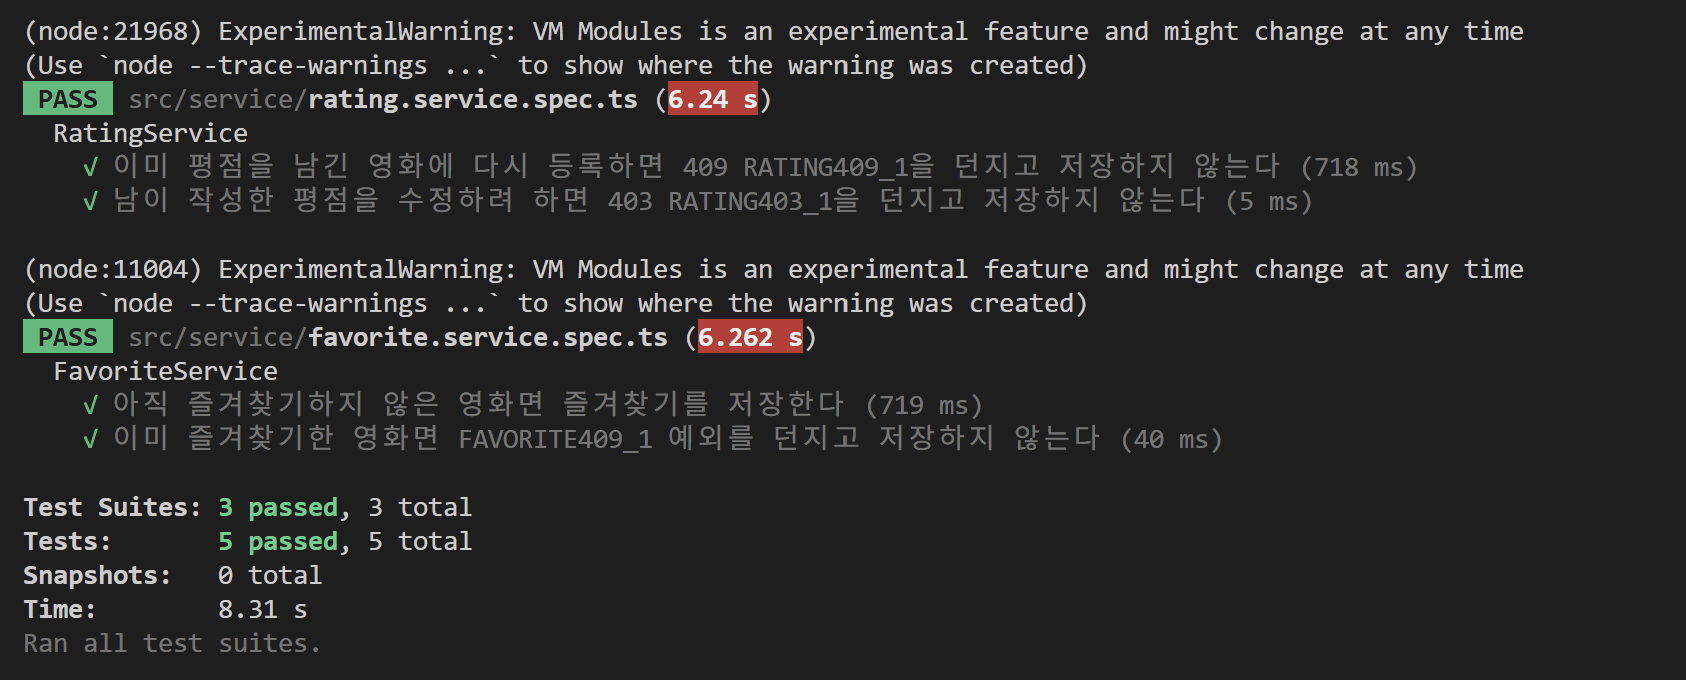 (node:21968) ExperimentalWarning: VM Modules is an experimental feature and might change at any time
(Use `node --trace-warnings ...` to show where the warning was created)
PASS src/service/rating.service.spec.ts (6.24 s)
RatingService
√ 이미 평점을 남긴 영화에 다시 등록하면 409 RATING409_1을 던지고 저장하지 않는다 (718 ms)
√ 남이 작성한 평점을 수정하려 하면 403 RATING403_1을 던지고 저장하지 않는다 (5 ms)
(node:11004) ExperimentalWarning: VM Modules is an experimental feature and might change at any time
(Use `node --trace-warnings ...` to show where the warning was created)
PASS src/service/favorite.service.spec.ts (6.262 s)
FavoriteService
√ 아직 즐겨찾기하지 않은 영화면 즐겨찾기를 저장한다 (719 ms)
√ 이미 즐겨찾기한 영화면 FAVORITE409_1 예외를 던지고 저장하지 않는다 (40 ms)
Test Suites: 3 passed, 3 total
Tests: 5 passed, 5 total
Snapshots: 0 total
Time: 8.31 s
Ran all test suites.